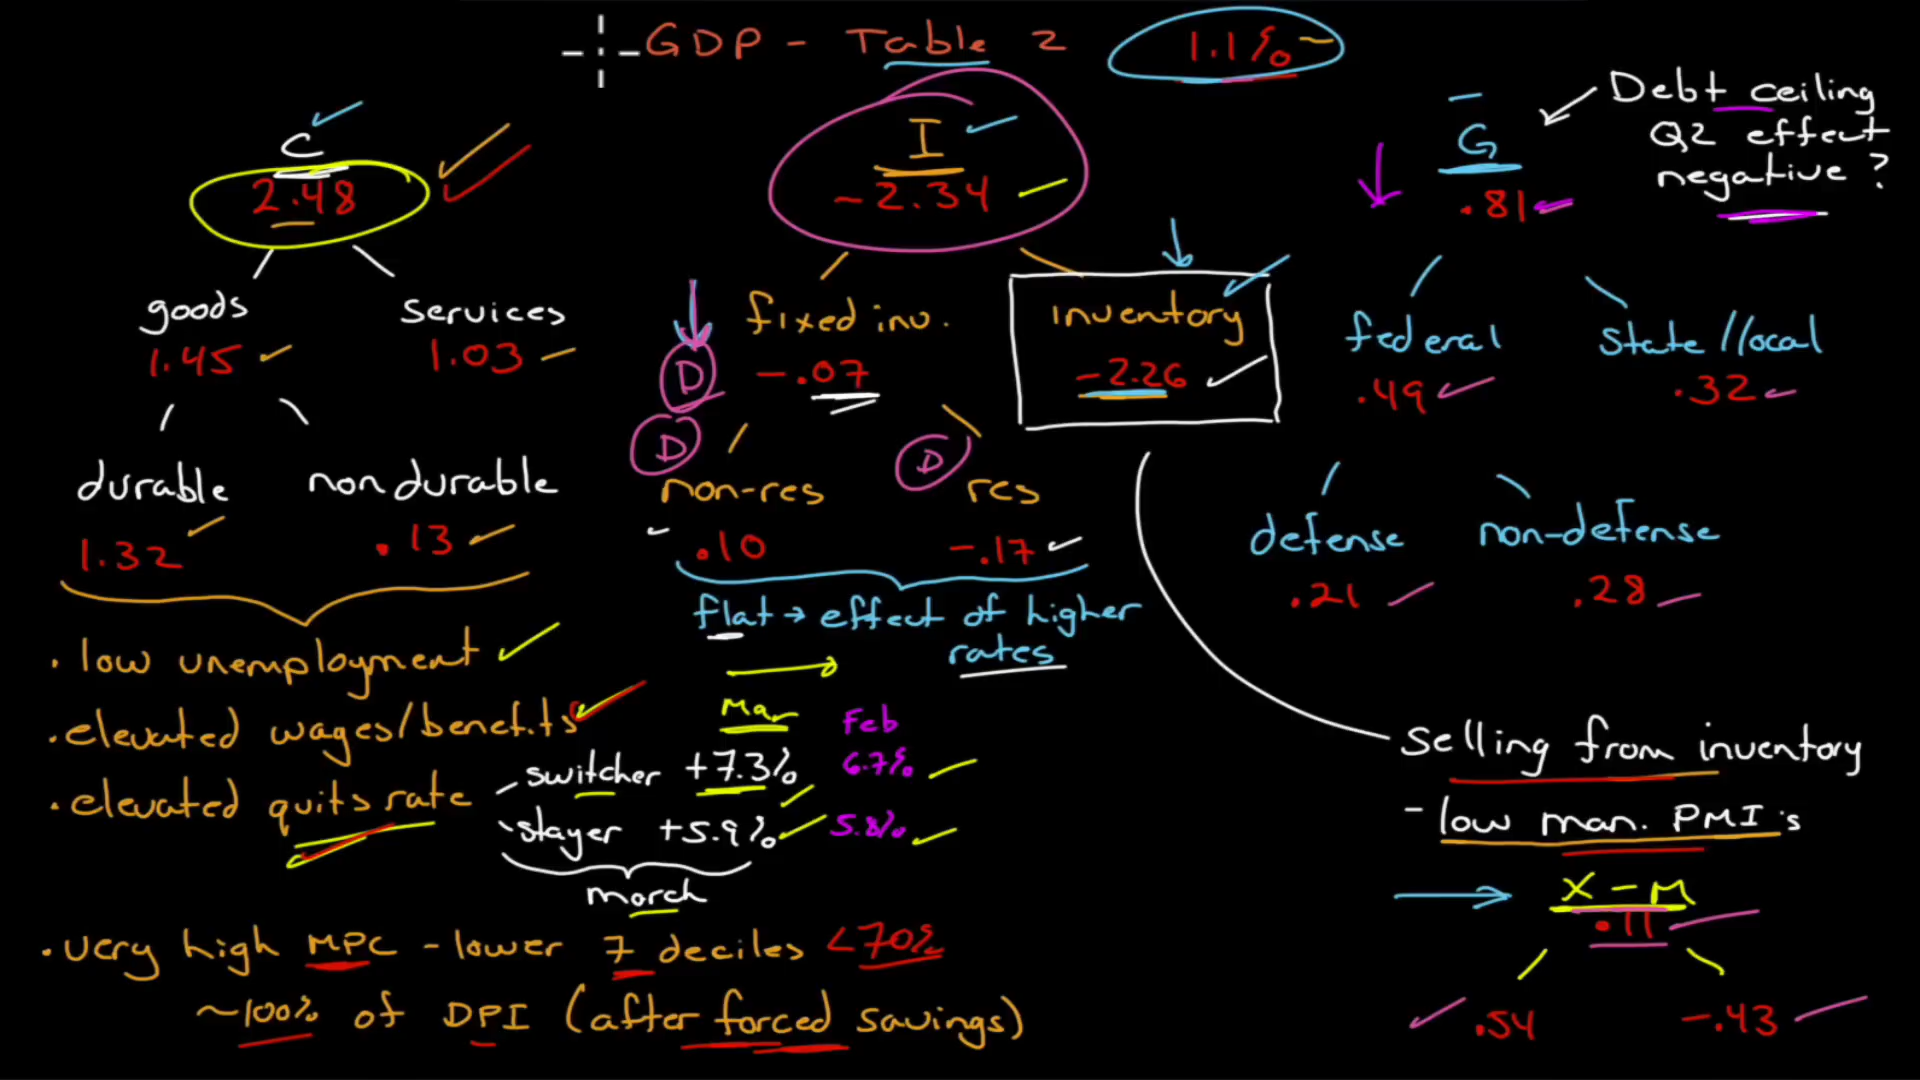 GDP - Table 2 1.1%
C
2.48
goods services
1.45 1.03
durable nondurable
1.32 .13
• low unemployment
• elevated wages/benefits
• elevated quits rate
Mar Feb
switcher +7.3% 6.7%
stayer +5.9% 5.8%
march
• very high MPC - lower 7 deciles <70%
~100% of DPI (after forced savings)
I
-2.34
fixed inv. inventory
-.07 -2.26
D
D
D
non-res res
.10 -.17
flat → effect of higher
rates
G
.81
Debt ceiling
Q2 effect
negative?
federal state/local
.49 .32
defense non-defense
.21 .28
selling from inventory
- low man. PMI's
X - M
.11
.54 -.43